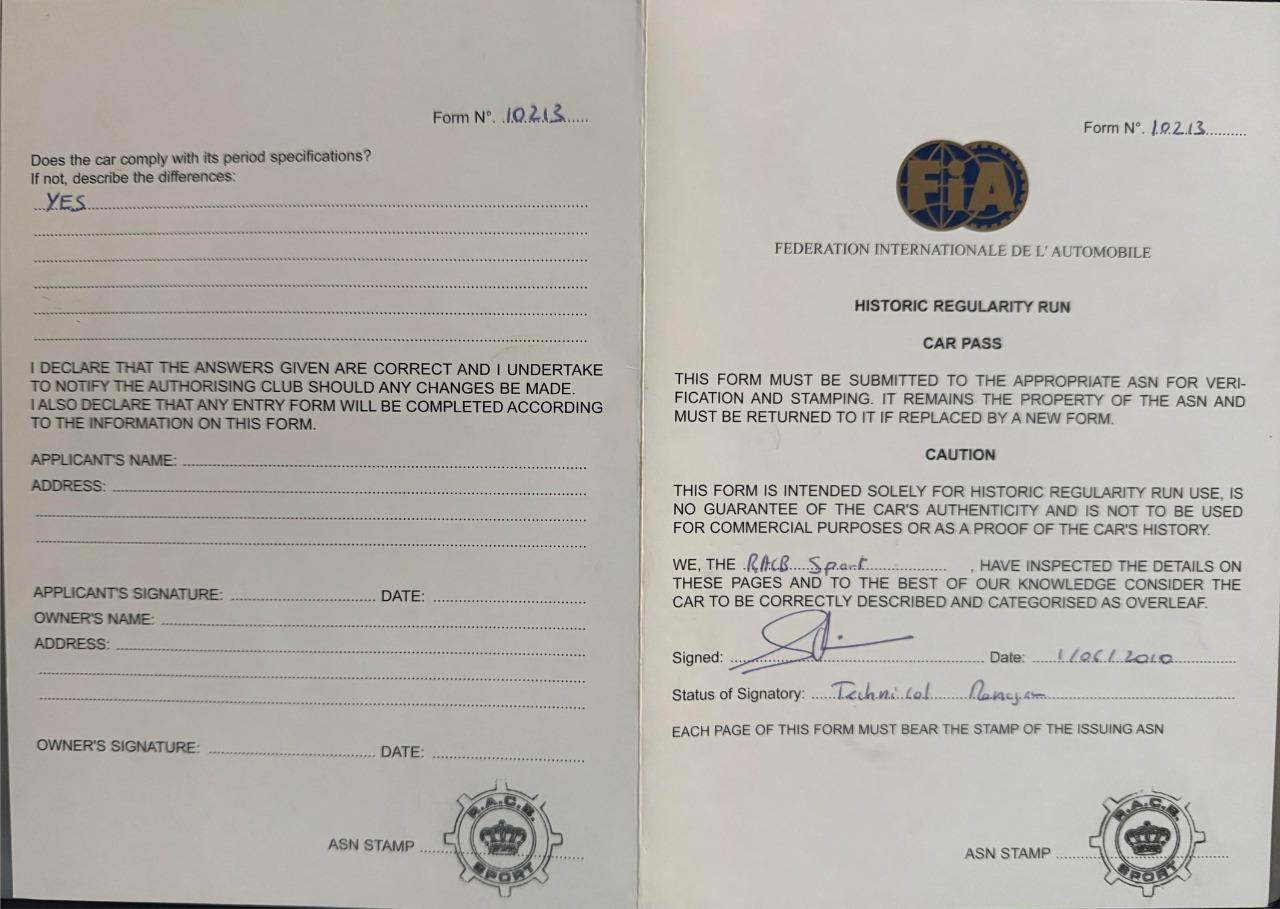 Form N°. 10213
Does the car comply with its period specifications?
If not, describe the differences:
YES
I DECLARE THAT THE ANSWERS GIVEN ARE CORRECT AND I UNDERTAKE
TO NOTIFY THE AUTHORISING CLUB SHOULD ANY CHANGES BE MADE.
I ALSO DECLARE THAT ANY ENTRY FORM WILL BE COMPLETED ACCORDING
TO THE INFORMATION ON THIS FORM.
APPLICANT'S NAME:
ADDRESS:
APPLICANT'S SIGNATURE: DATE:
OWNER'S NAME:
ADDRESS:
OWNER'S SIGNATURE: DATE:
ASN STAMP
R.A.C.B.
SPORT
Form N°. 10213
FiA
FEDERATION INTERNATIONALE DE L' AUTOMOBILE
HISTORIC REGULARITY RUN
CAR PASS
THIS FORM MUST BE SUBMITTED TO THE APPROPRIATE ASN FOR VERI-
FICATION AND STAMPING. IT REMAINS THE PROPERTY OF THE ASN AND
MUST BE RETURNED TO IT IF REPLACED BY A NEW FORM.
CAUTION
THIS FORM IS INTENDED SOLELY FOR HISTORIC REGULARITY RUN USE, IS
NO GUARANTEE OF THE CAR'S AUTHENTICITY AND IS NOT TO BE USED
FOR COMMERCIAL PURPOSES OR AS A PROOF OF THE CAR'S HISTORY.
WE, THE RACB Sport , HAVE INSPECTED THE DETAILS ON
THESE PAGES AND TO THE BEST OF OUR KNOWLEDGE CONSIDER THE
CAR TO BE CORRECTLY DESCRIBED AND CATEGORISED AS OVERLEAF.
Signed: Date: 1/06/2010
Status of Signatory: Technical Manager
EACH PAGE OF THIS FORM MUST BEAR THE STAMP OF THE ISSUING ASN
ASN STAMP
R.A.C.B.
SPORT